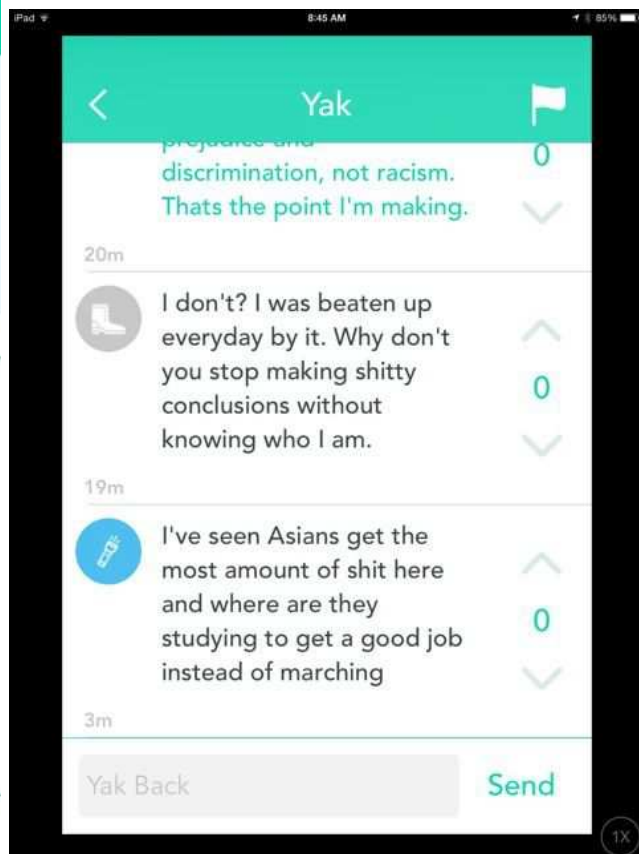 iPad
8:45 AM
85%
Yak
prejudice and
discrimination, not racism.
Thats the point I'm making.
0
20m
I don't? I was beaten up
everyday by it. Why don't
you stop making shitty
conclusions without
knowing who I am.
0
19m
I've seen Asians get the
most amount of shit here
and where are they
studying to get a good job
instead of marching
0
3m
Yak Back
Send
1X